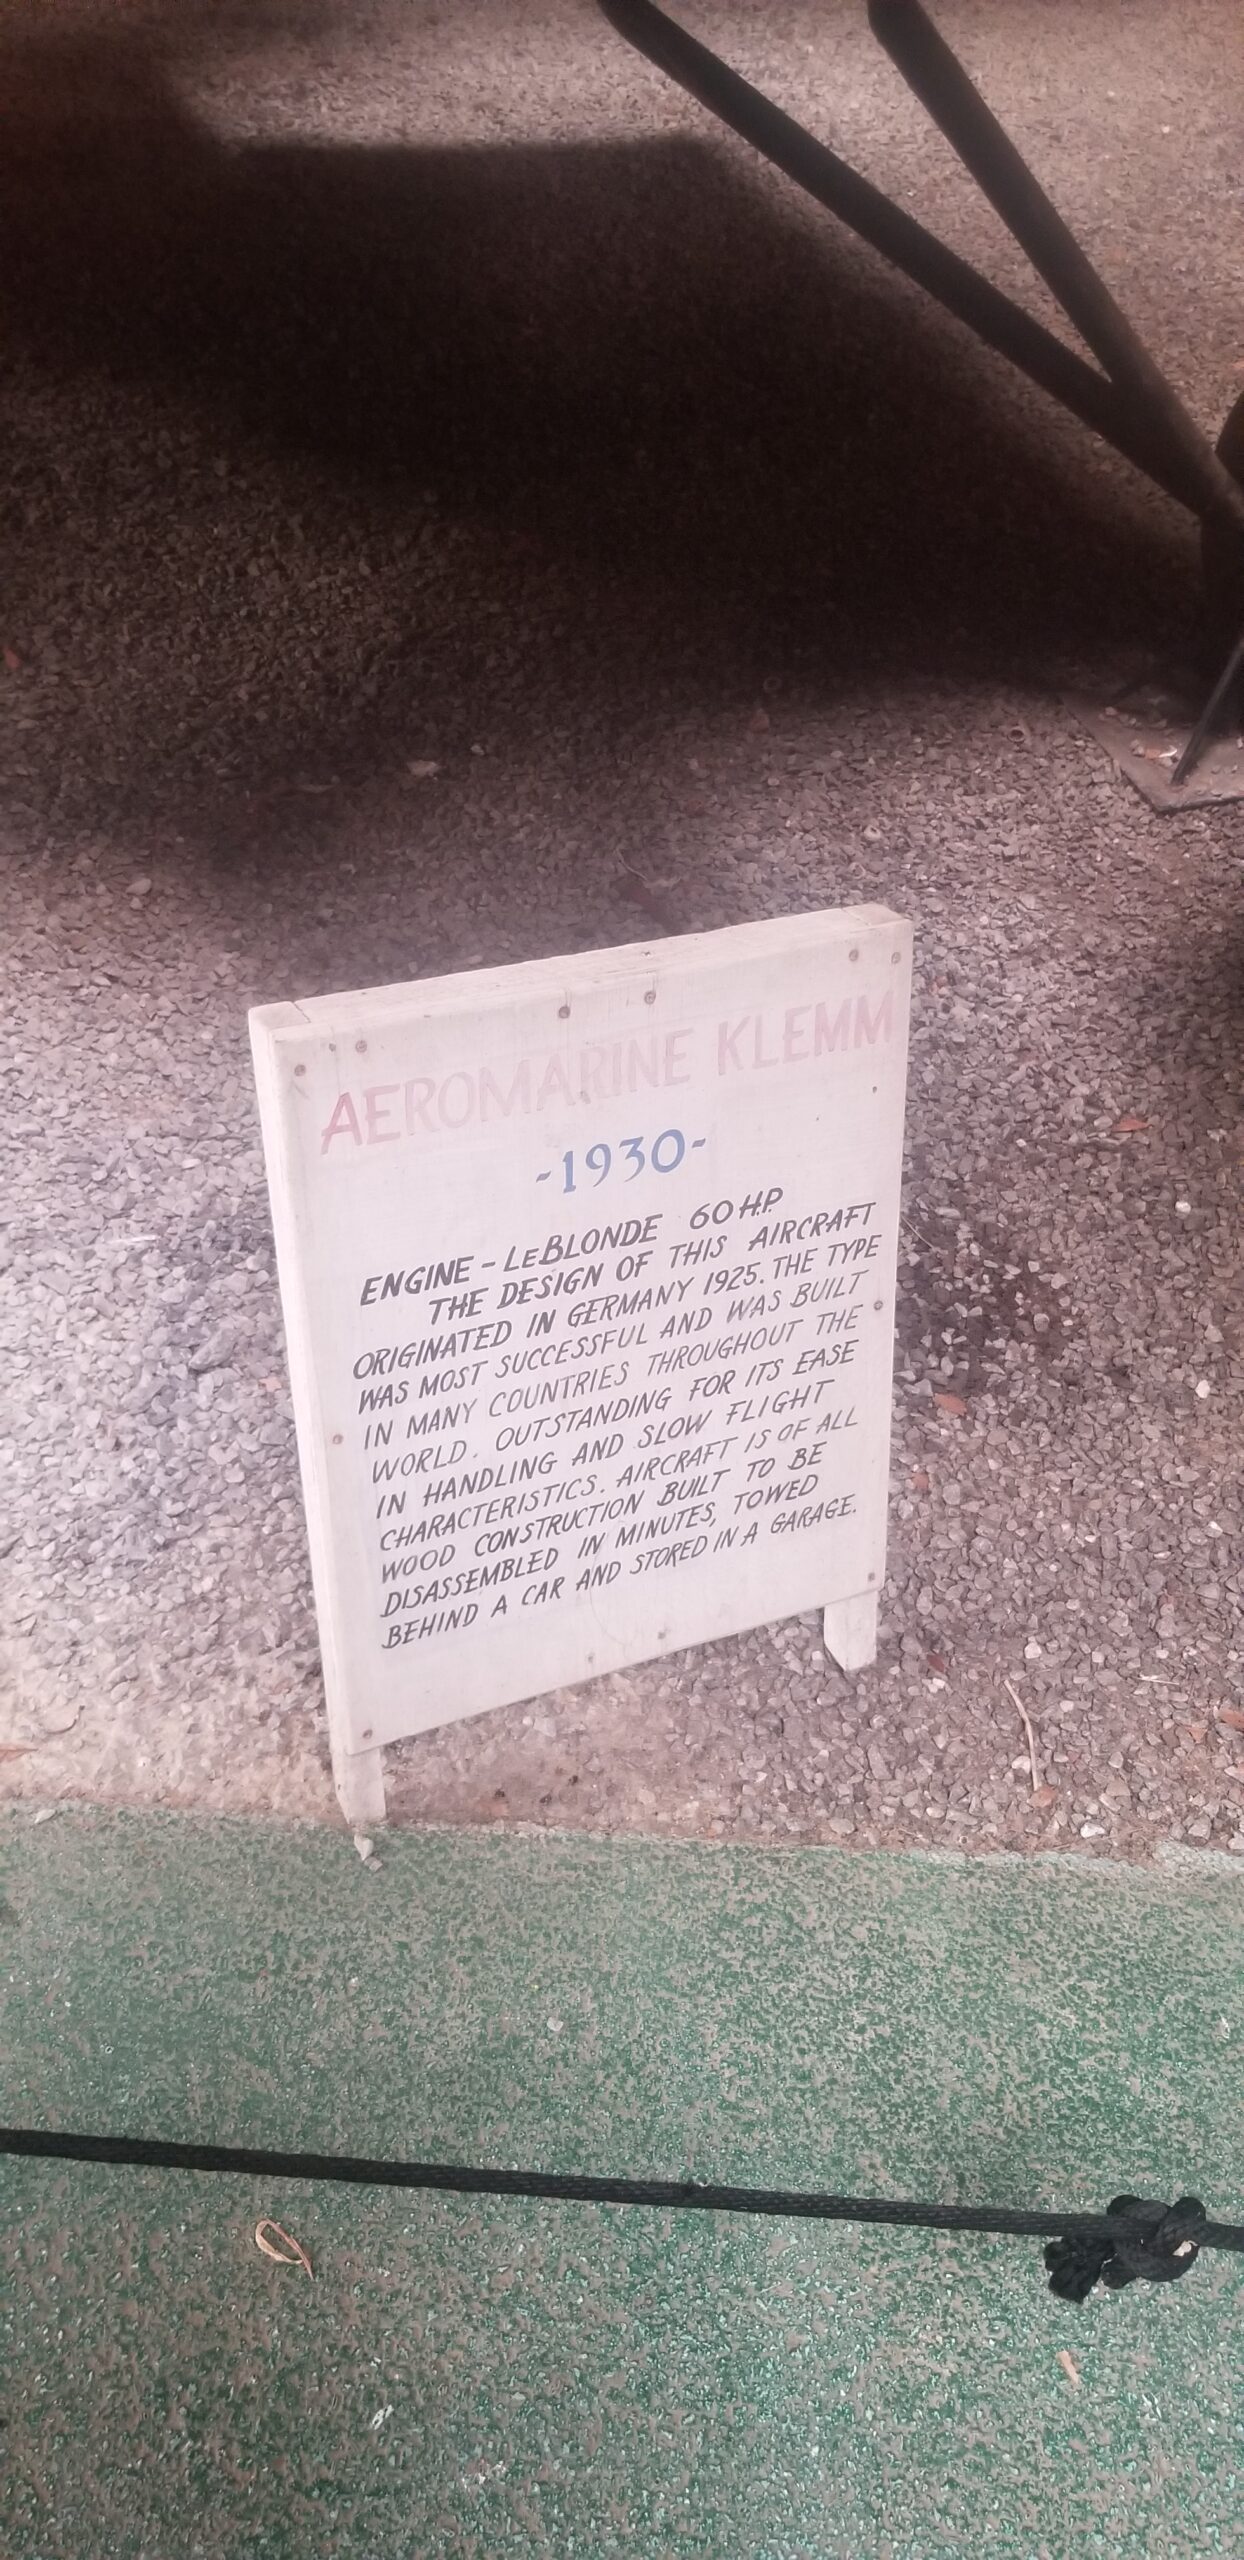 AEROMARINE KLEMM
-1930-
ENGINE - LeBLONDE 60 H.P.
THE DESIGN OF THIS AIRCRAFT
ORIGINATED IN GERMANY 1925. THE TYPE
WAS MOST SUCCESSFUL AND WAS BUILT
IN MANY COUNTRIES THROUGHOUT THE
WORLD. OUTSTANDING FOR ITS EASE
IN HANDLING AND SLOW FLIGHT
CHARACTERISTICS. AIRCRAFT IS OF ALL
WOOD CONSTRUCTION BUILT TO BE
DISASSEMBLED IN MINUTES, TOWED
BEHIND A CAR AND STORED IN A GARAGE.